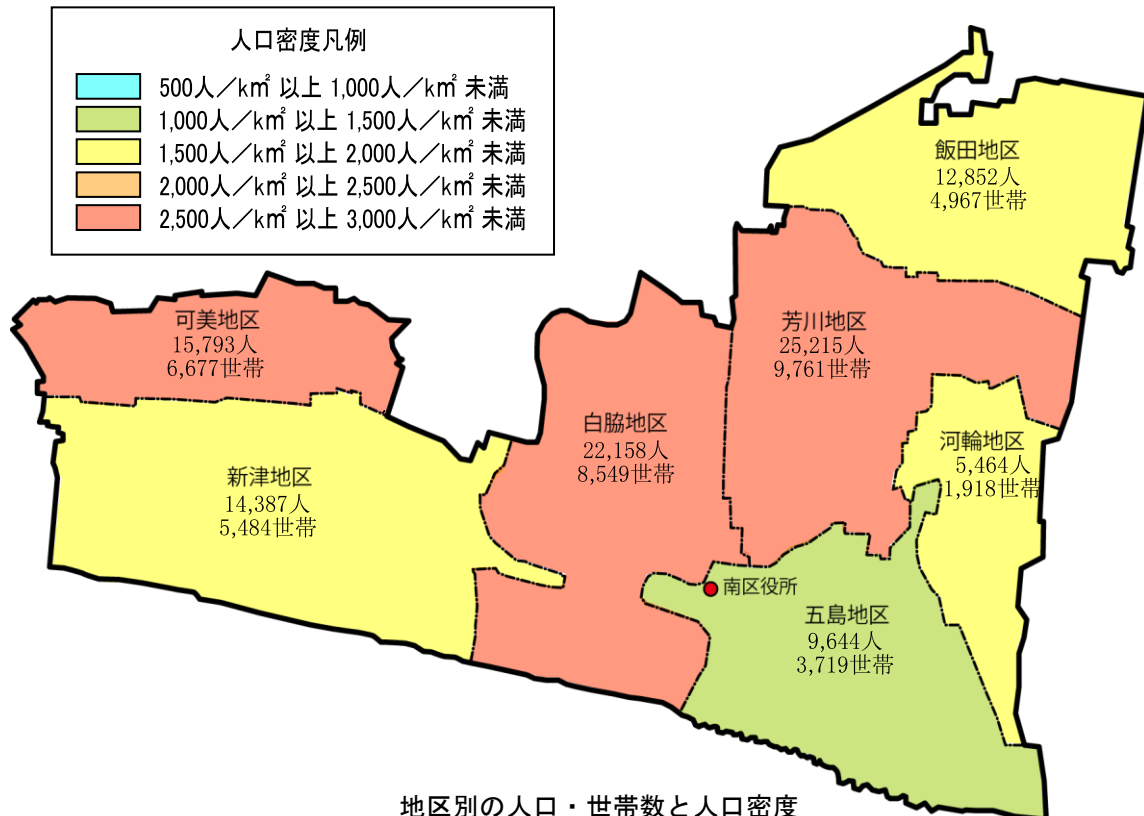 人口密度凡例
500人／k㎡ 以上 1,000人／k㎡ 未満
1,000人／k㎡ 以上 1,500人／k㎡ 未満
1,500人／k㎡ 以上 2,000人／k㎡ 未満
2,000人／k㎡ 以上 2,500人／k㎡ 未満
2,500人／k㎡ 以上 3,000人／k㎡ 未満
飯田地区
12,852人
4,967世帯
可美地区
15,793人
6,677世帯
芳川地区
25,215人
9,761世帯
白脇地区
22,158人
8,549世帯
河輪地区
5,464人
1,918世帯
新津地区
14,387人
5,484世帯
南区役所
五島地区
9,644人
3,719世帯
地区別の人口・世帯数と人口密度